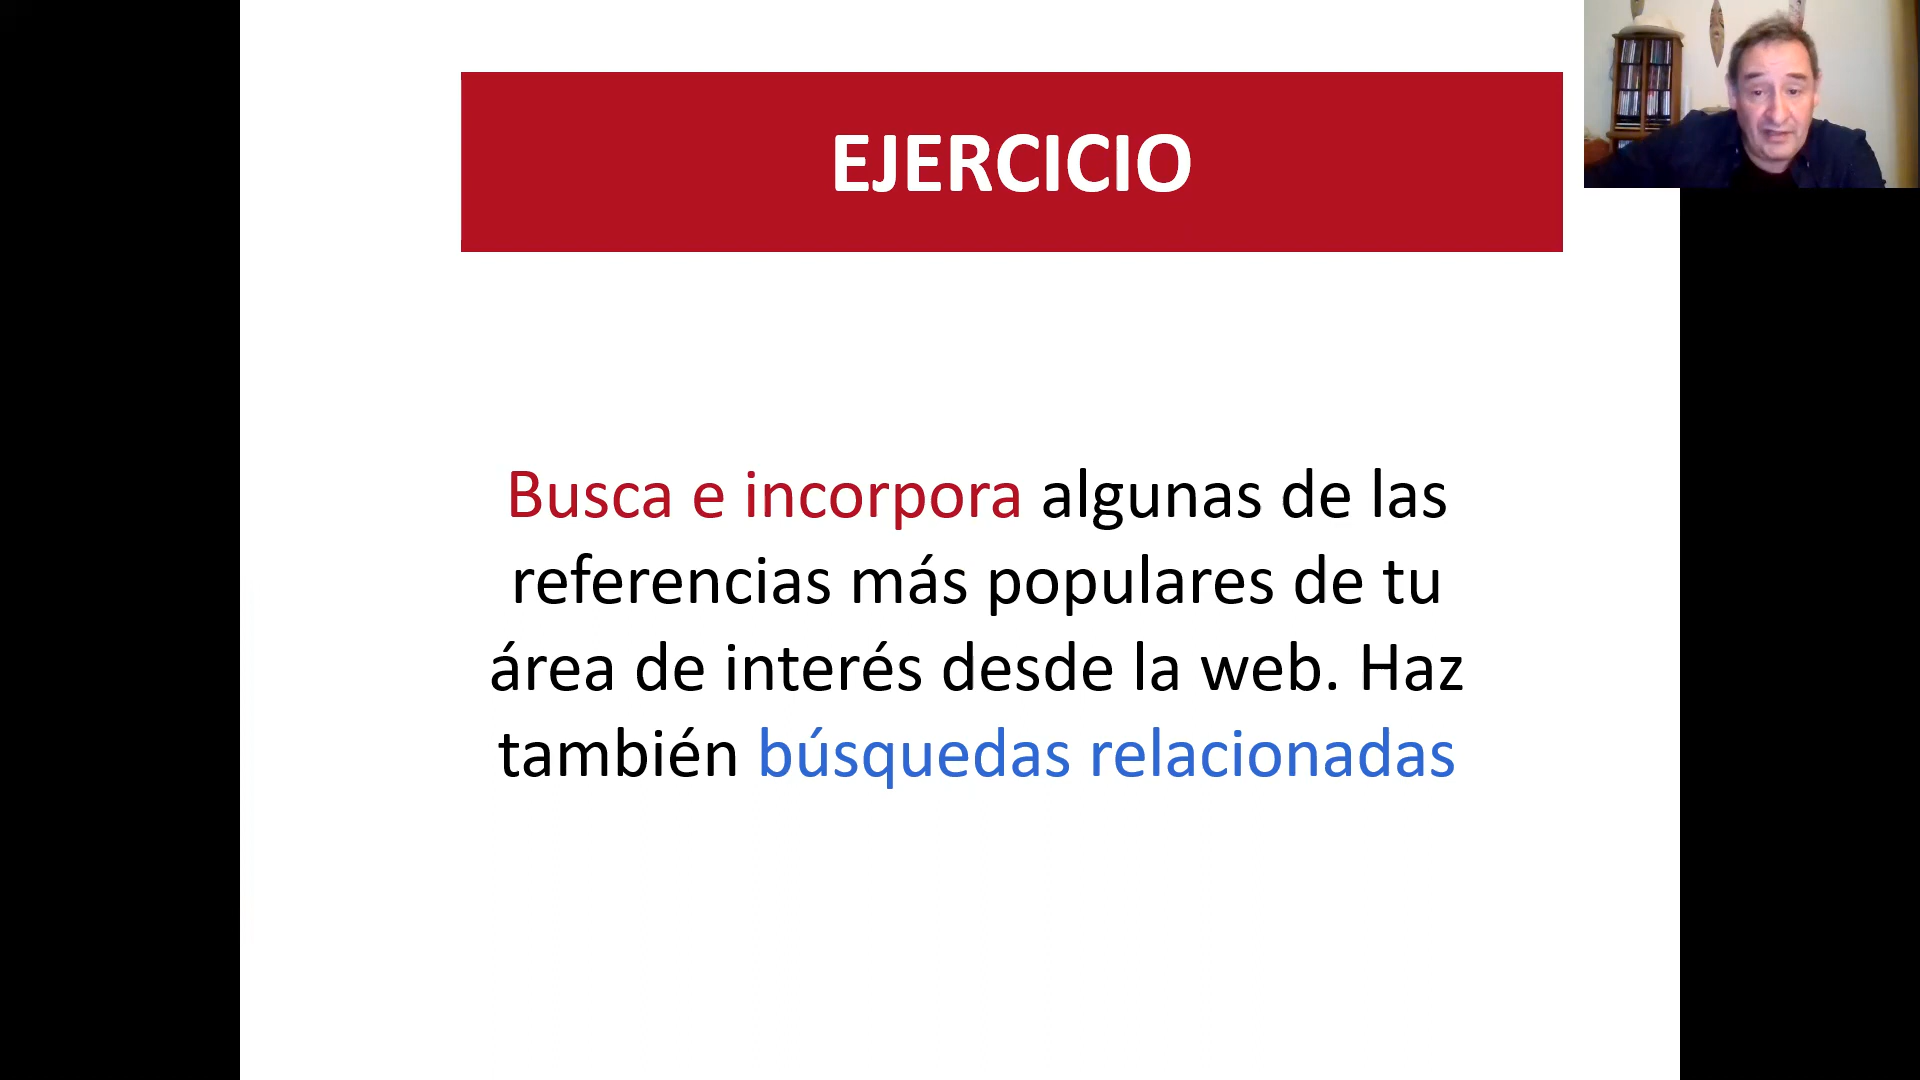 EJERCICIO
Busca e incorpora algunas de las
referencias más populares de tu
área de interés desde la web. Haz
también búsquedas relacionadas